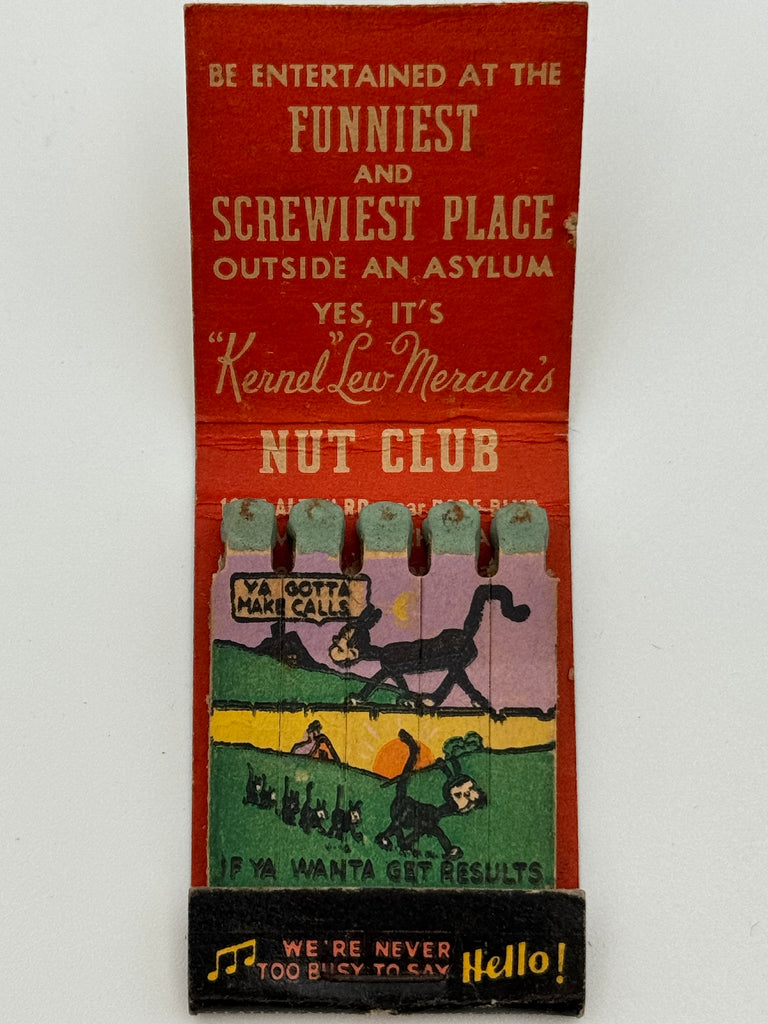 BE ENTERTAINED AT THE
FUNNIEST
AND
SCREWIEST PLACE
OUTSIDE AN ASYLUM
YES, IT'S
"Kernel" Lew Mercur's
NUT CLUB
YA GOTTA
MAKE CALLS
IF YA WANTA GET RESULTS
WE'RE NEVER
TOO BUSY TO SAY Hello!